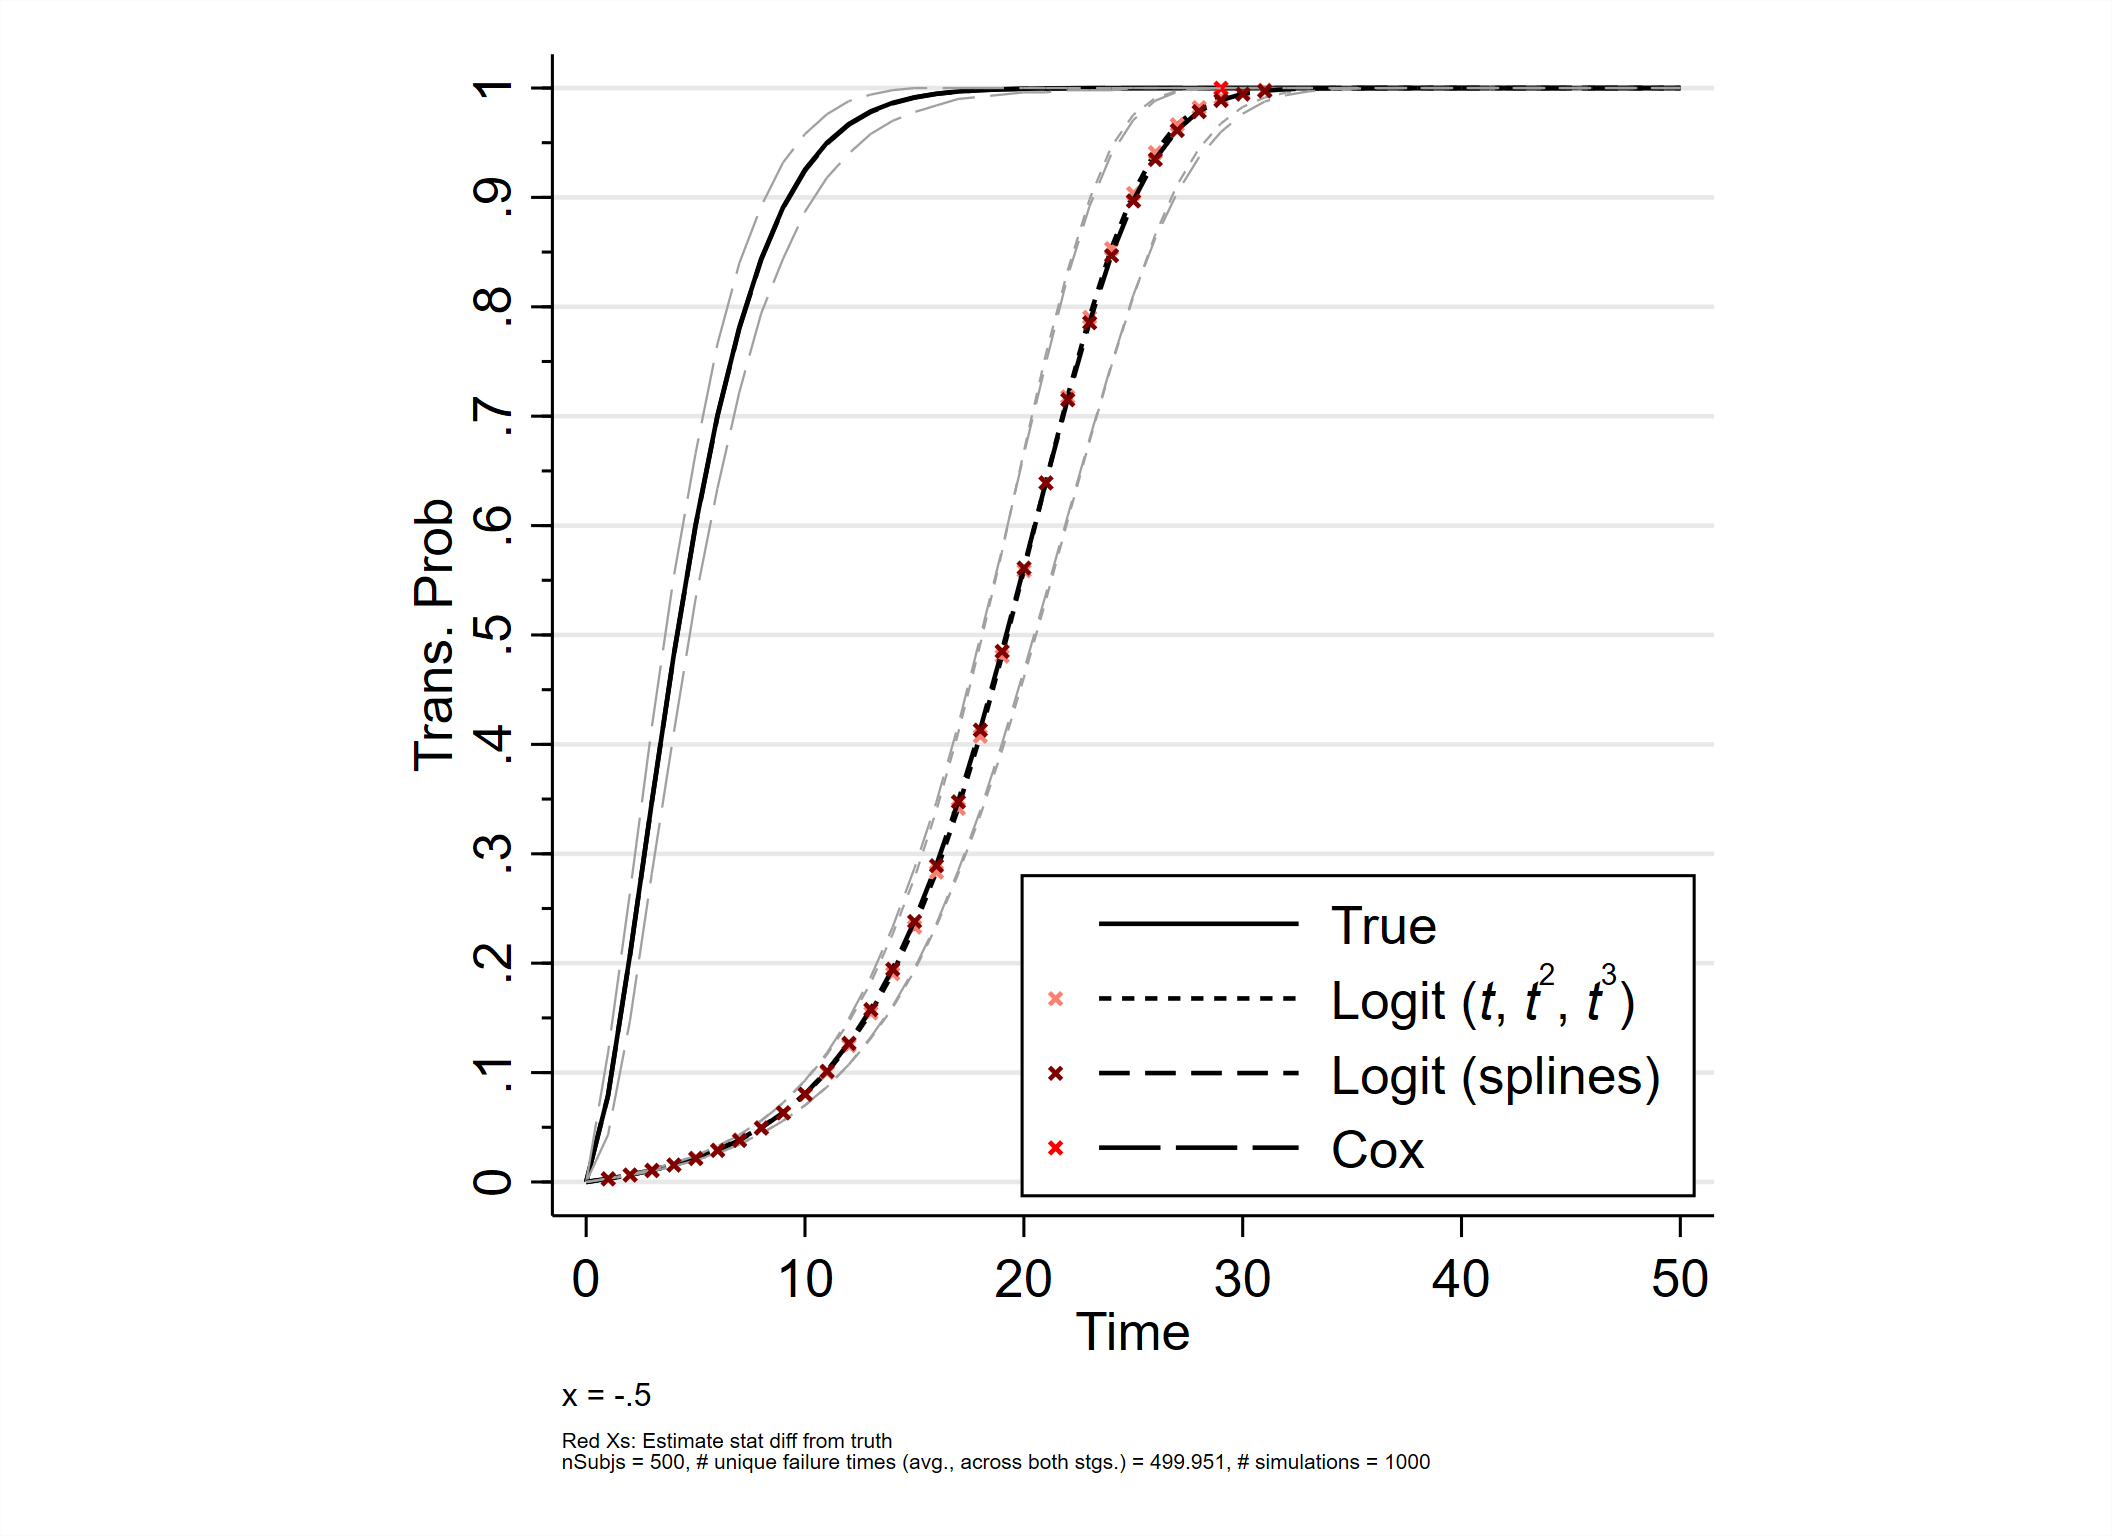 1
.9
.8
.7
.6
.5
.4
.3
.2
.1
0
Trans. Prob
True
Logit (t, t², t³)
Logit (splines)
Cox
0 10 20 30 40 50
Time
x = -.5
Red Xs: Estimate stat diff from truth
nSubjs = 500, # unique failure times (avg., across both stgs.) = 499.951, # simulations = 1000